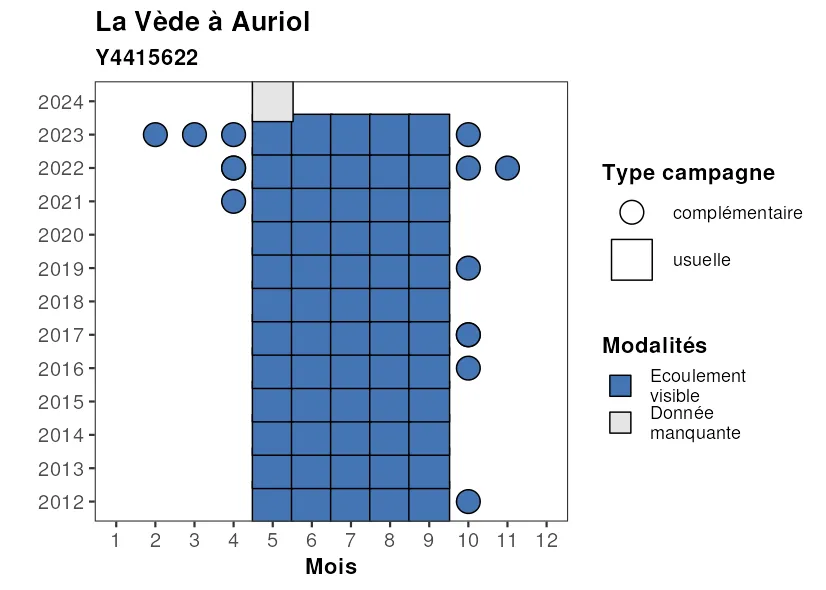 La Vède à Auriol
Y4415622
2024
2023
2022
2021
2020
2019
2018
2017
2016
2015
2014
2013
2012
1 2 3 4 5 6 7 8 9 10 11 12
Mois
Type campagne
complémentaire
usuelle
Modalités
Ecoulement
visible
Donnée
manquante